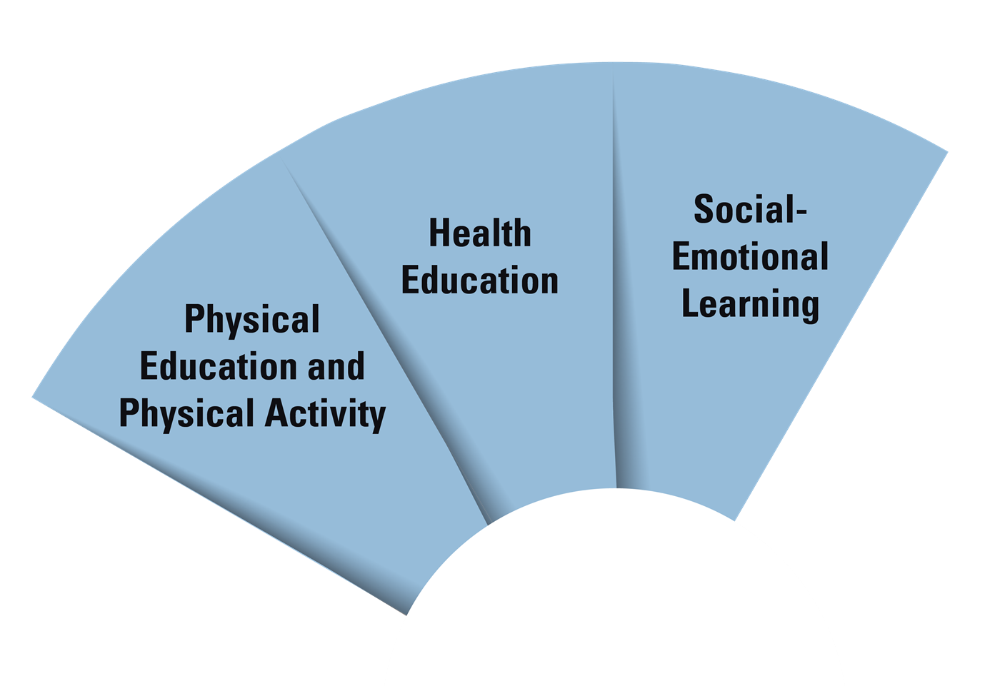 Physical
Education and
Physical Activity
Health
Education
Social-
Emotional
Learning